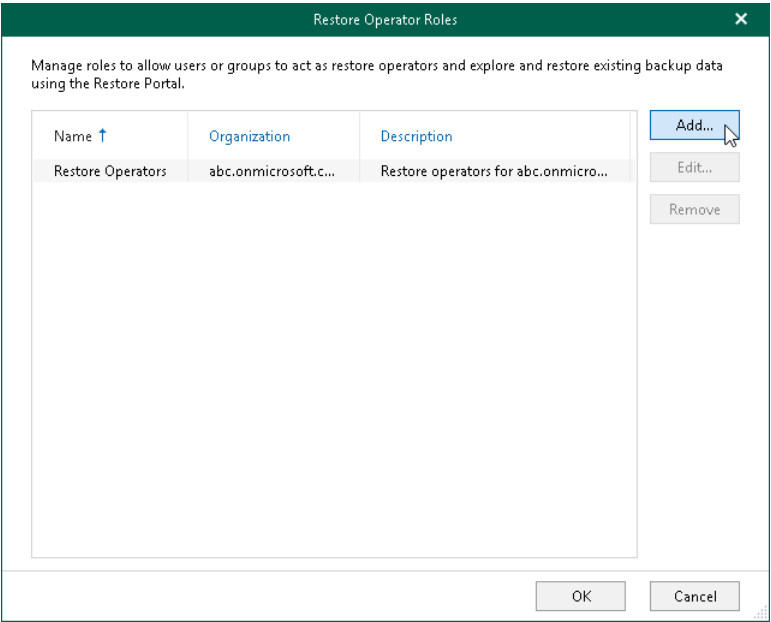 Restore Operator Roles
Manage roles to allow users or groups to act as restore operators and explore and restore existing backup data
using the Restore Portal.
Name ↑ Organization Description
Restore Operators abc.onmicrosoft.c... Restore operators for abc.onmicro...
Add...
Edit...
Remove
OK Cancel